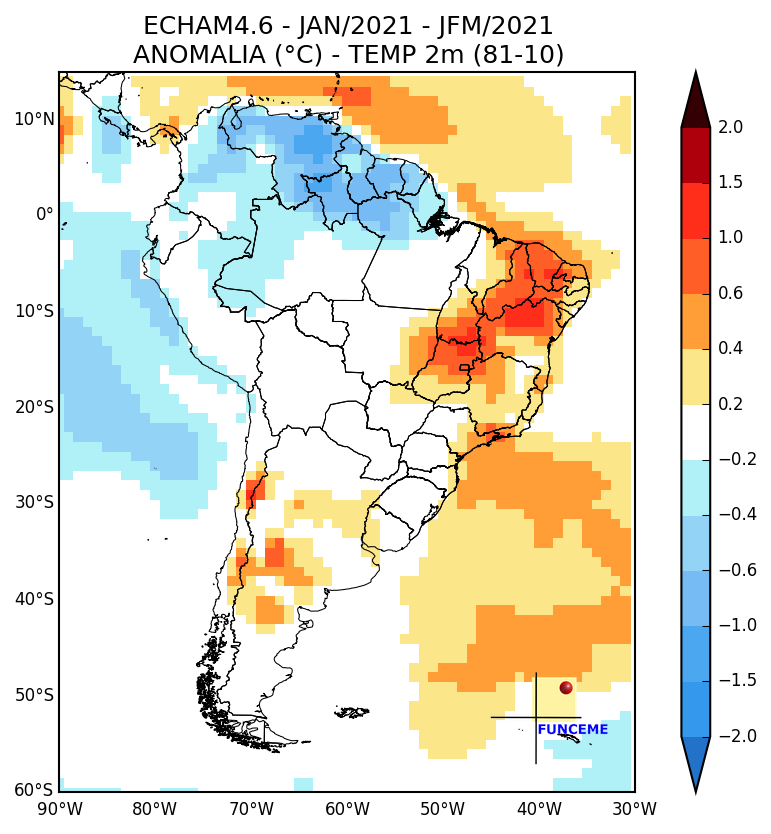 ECHAM4.6 - JAN/2021 - JFM/2021
ANOMALIA (°C) - TEMP 2m (81-10)
10°N
0°
10°S
20°S
30°S
40°S
50°S
60°S
90°W 80°W 70°W 60°W 50°W 40°W 30°W
2.0
1.5
1.0
0.6
0.4
0.2
−0.2
−0.4
−0.6
−1.0
−1.5
−2.0
FUNCEME